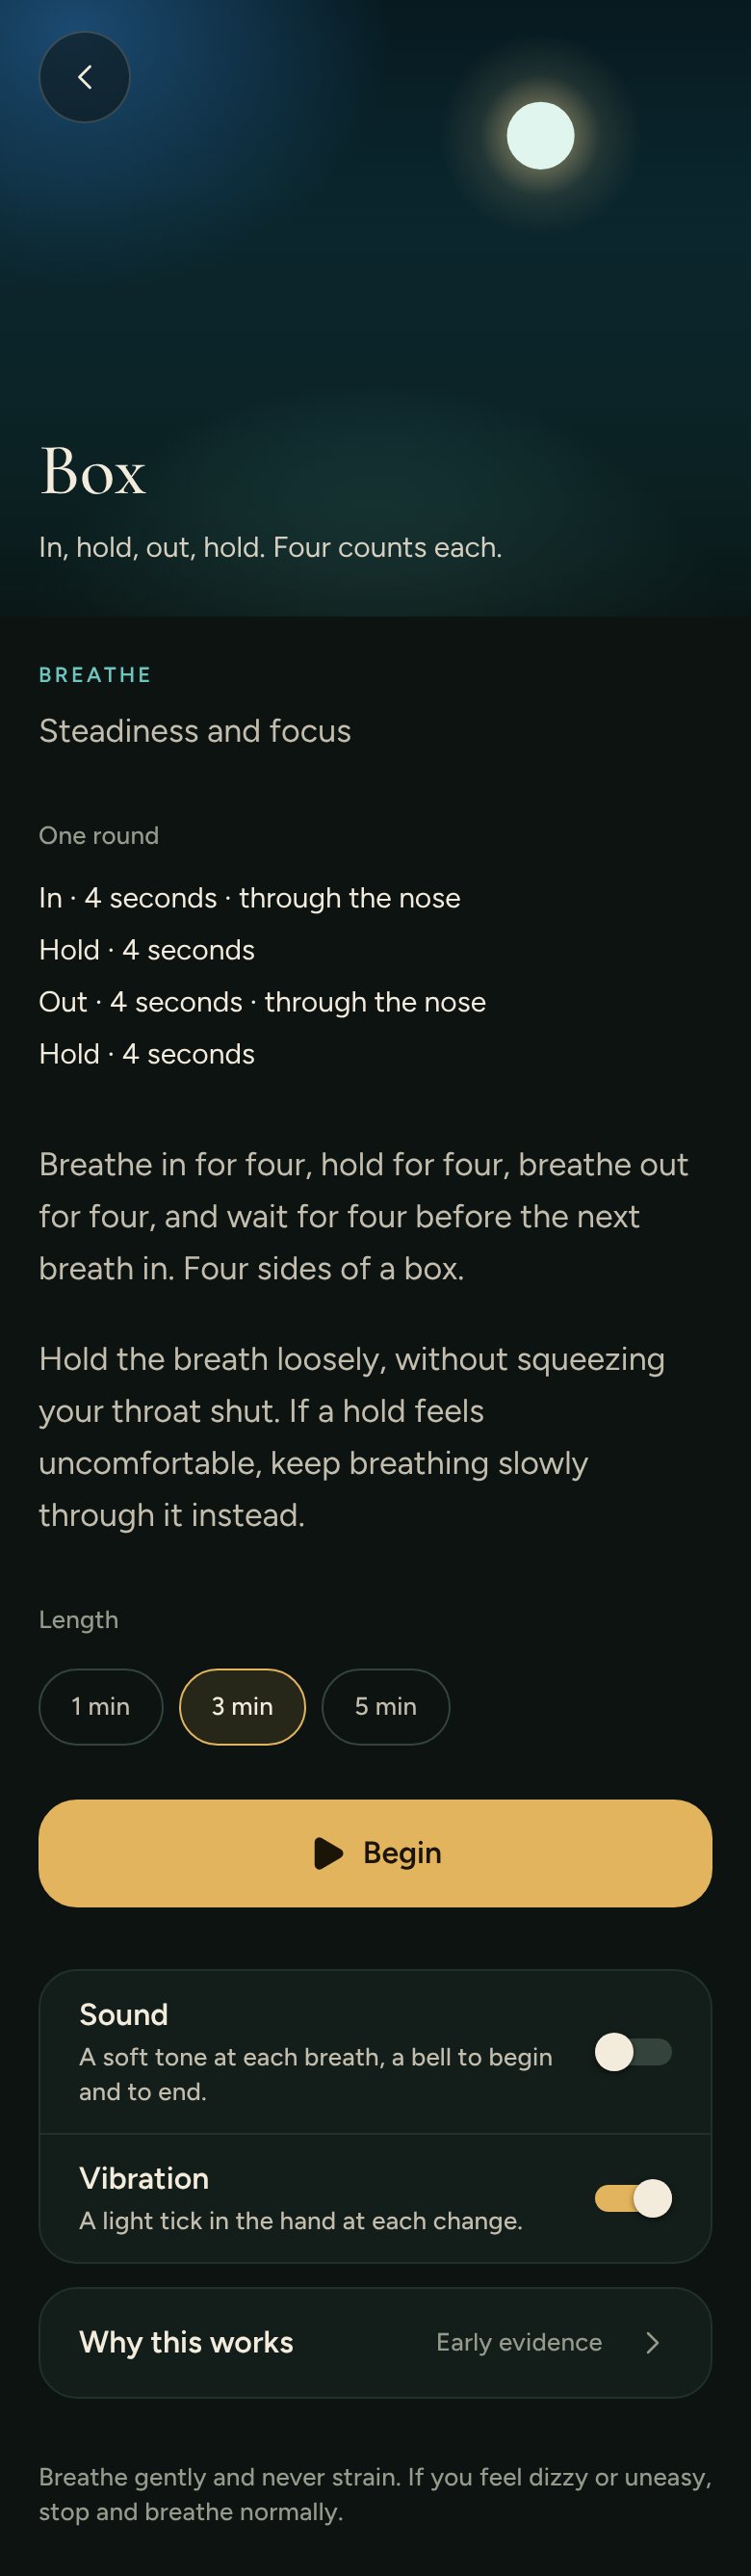 Box
In, hold, out, hold. Four counts each.
BREATHE
Steadiness and focus
One round
In · 4 seconds · through the nose
Hold · 4 seconds
Out · 4 seconds · through the nose
Hold · 4 seconds
Breathe in for four, hold for four, breathe out
for four, and wait for four before the next
breath in. Four sides of a box.
Hold the breath loosely, without squeezing
your throat shut. If a hold feels
uncomfortable, keep breathing slowly
through it instead.
Length
1 min 3 min 5 min
Begin
Sound
A soft tone at each breath, a bell to begin
and to end.
Vibration
A light tick in the hand at each change.
Why this works Early evidence
Breathe gently and never strain. If you feel dizzy or uneasy,
stop and breathe normally.